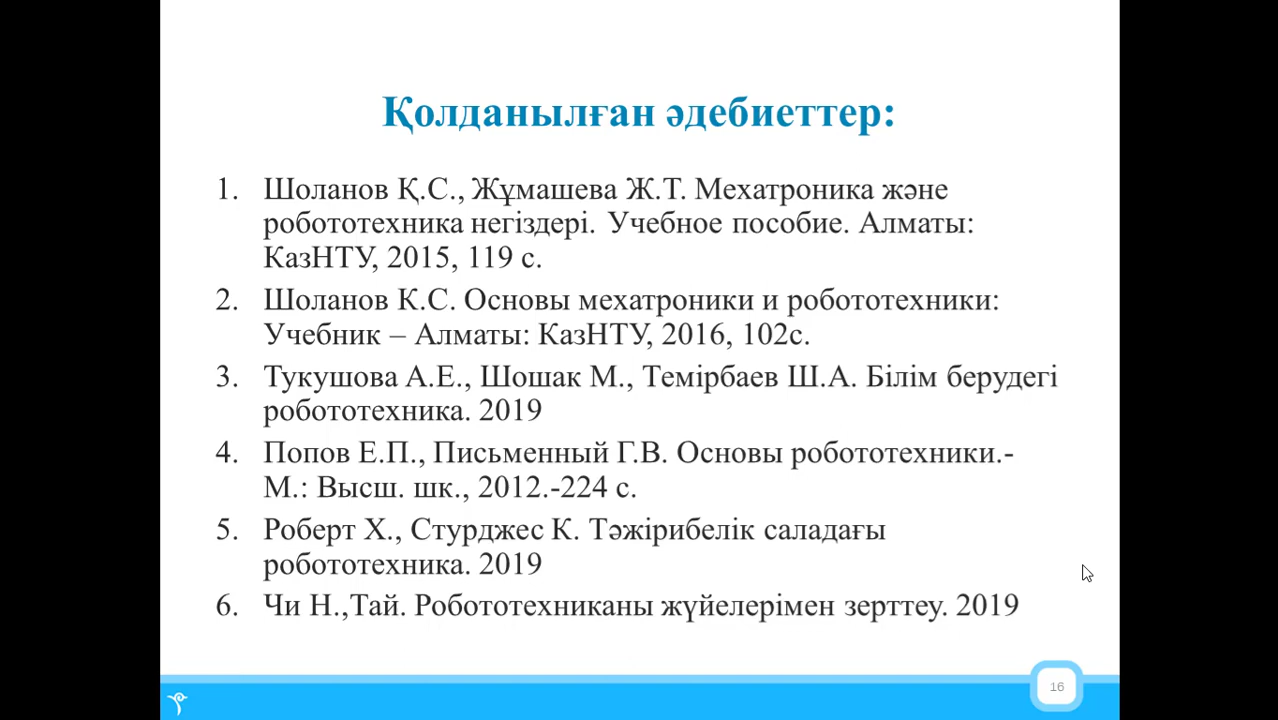 Қолданылған әдебиеттер:
1. Шоланов Қ.С., Жұмашева Ж.Т. Мехатроника және
робототехника негіздері. Учебное пособие. Алматы:
КазНТУ, 2015, 119 с.
2. Шоланов К.С. Основы мехатроники и робототехники:
Учебник – Алматы: КазНТУ, 2016, 102с.
3. Тукушова А.Е., Шошак М., Темірбаев Ш.А. Білім берудегі
робототехника. 2019
4. Попов Е.П., Письменный Г.В. Основы робототехники.-
М.: Высш. шк., 2012.-224 с.
5. Роберт Х., Стурджес К. Тәжірибелік саладағы
робототехника. 2019
6. Чи Н.,Тай. Робототехниканы жүйелерімен зерттеу. 2019
16